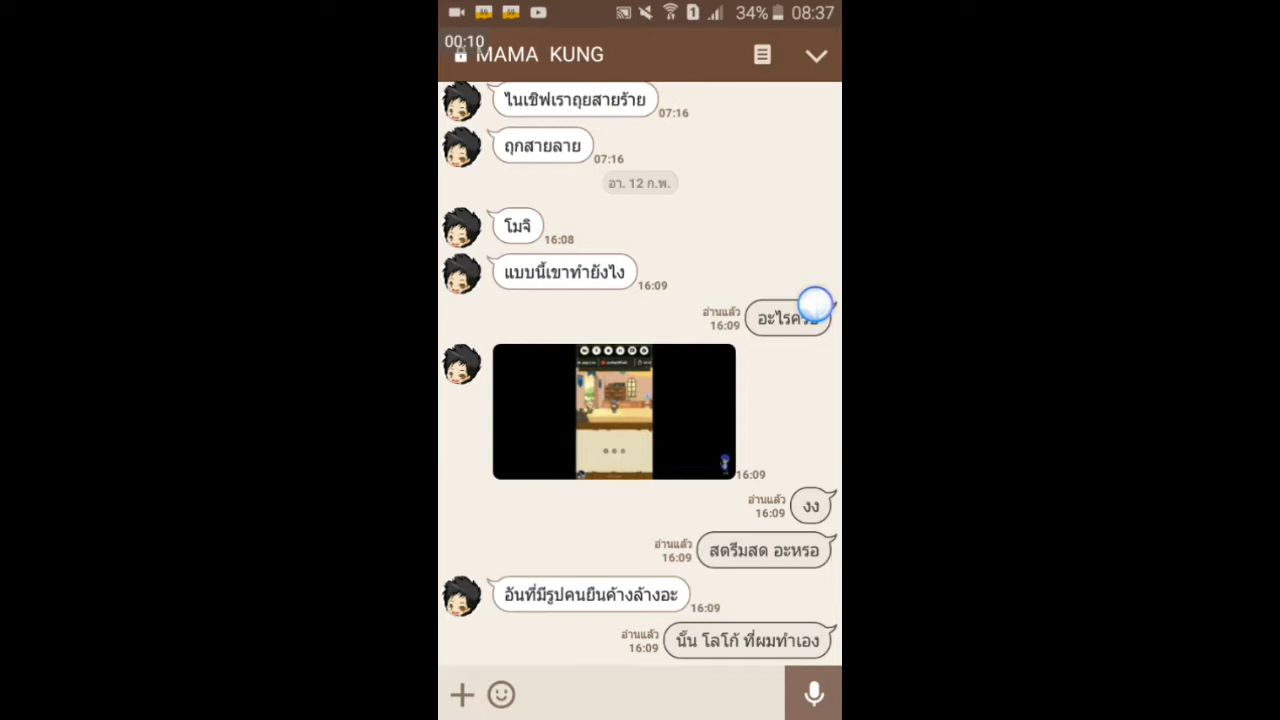 34% 08:37
00:10
MAMA KUNG
ไนเชิฟเราถุยสายร้าย
07:16
ถุกสายลาย
07:16
อา. 12 ก.พ.
โมจิ
16:08
แบบนี้เขาทำยังไง
16:09
อ่านแล้ว
16:09
16:09
อ่านแล้ว
16:09
งง
อ่านแล้ว
16:09
สตรีมสด อะหรอ
อันที่มีรูปคนยืนค้างล้างอะ
16:09
อ่านแล้ว
16:09
นั้น โลโก้ ที่ผมทำเอง